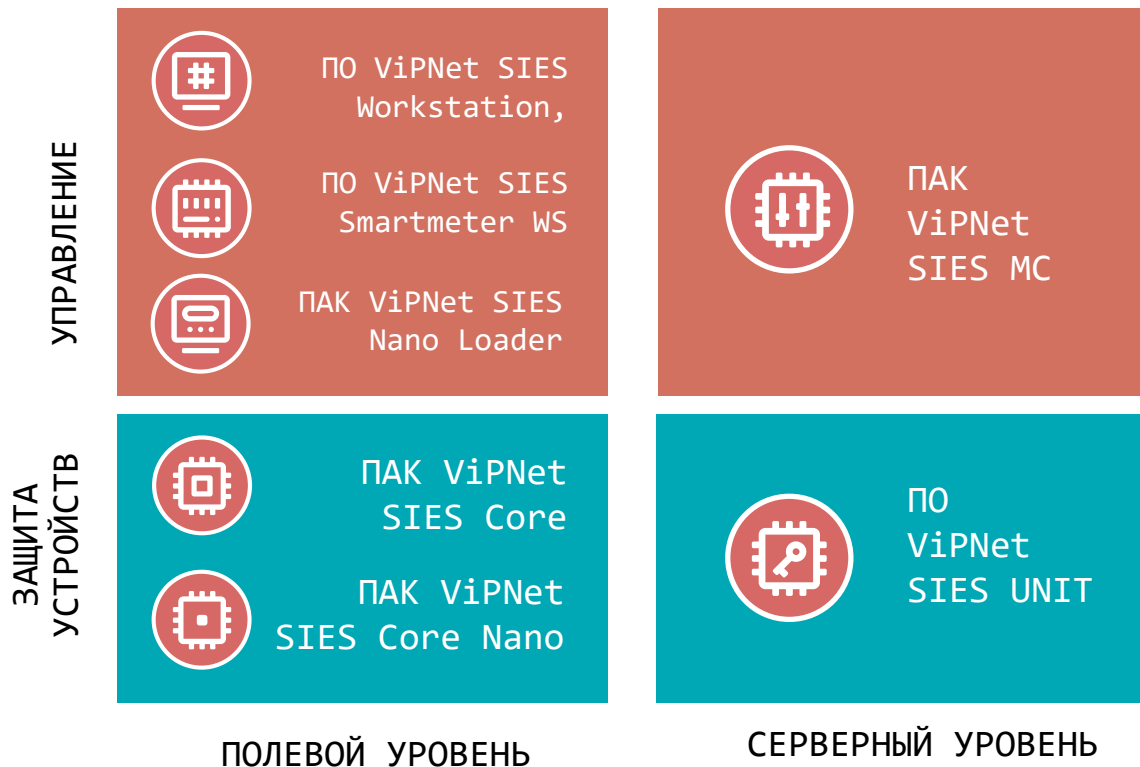 УПРАВЛЕНИЕ
ПО ViPNet SIES
Workstation,
ПО ViPNet SIES
Smartmeter WS
ПАК ViPNet SIES
Nano Loader
ПАК
ViPNet
SIES MC
ЗАЩИТА
УСТРОЙСТВ
ПАК ViPNet
SIES Core
ПАК ViPNet
SIES Core Nano
ПО
ViPNet
SIES UNIT
ПОЛЕВОЙ УРОВЕНЬ
СЕРВЕРНЫЙ УРОВЕНЬ